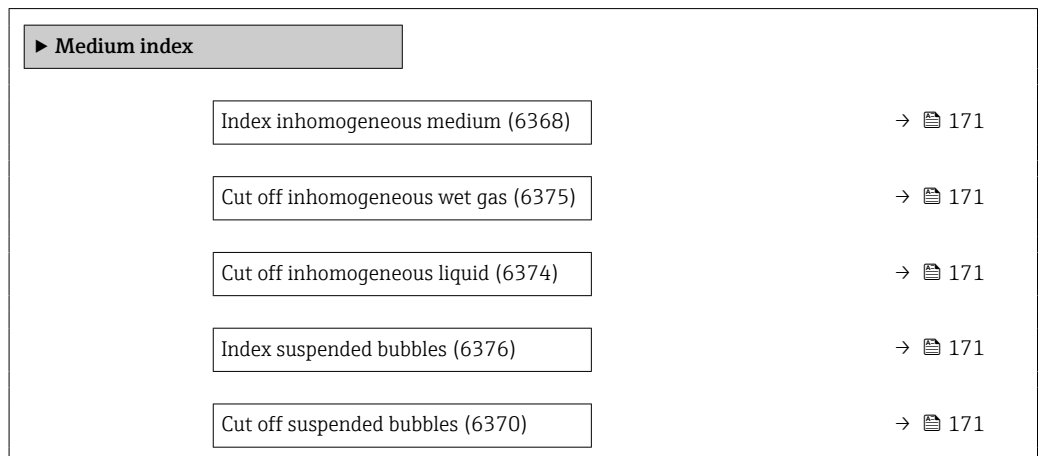 ▶ Medium index
Index inhomogeneous medium (6368) → 171
Cut off inhomogeneous wet gas (6375) → 171
Cut off inhomogeneous liquid (6374) → 171
Index suspended bubbles (6376) → 171
Cut off suspended bubbles (6370) → 171